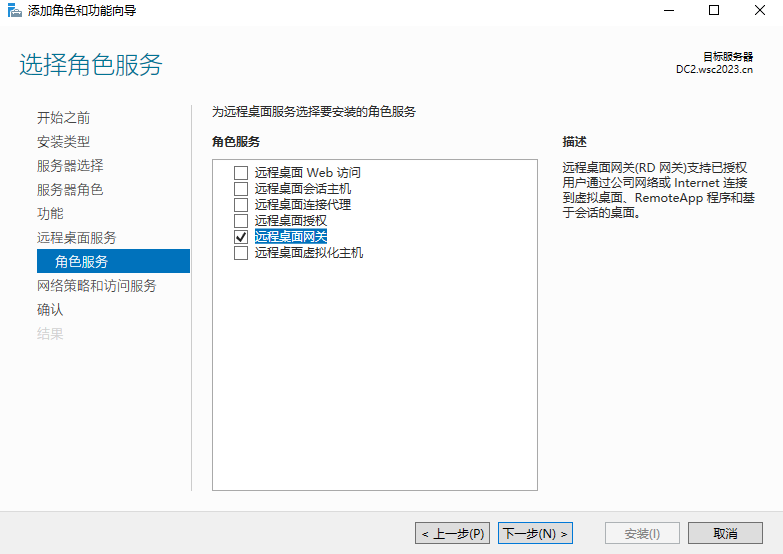 添加角色和功能向导
选择角色服务
目标服务器
DC2.wsc2023.cn
开始之前
安装类型
服务器选择
服务器角色
功能
远程桌面服务
角色服务
网络策略和访问服务
确认
结果
为远程桌面服务选择要安装的角色服务
角色服务
远程桌面 Web 访问
远程桌面会话主机
远程桌面连接代理
远程桌面授权
远程桌面网关
远程桌面虚拟化主机
描述
远程桌面网关(RD 网关)支持已授权
用户通过公司网络或 Internet 连接
到虚拟桌面、RemoteApp 程序和基
于会话的桌面。
< 上一步(P)
下一步(N) >
安装(I)
取消